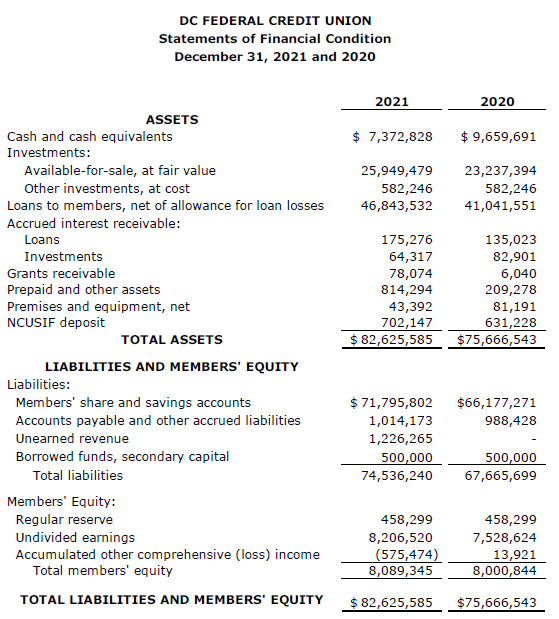 DC FEDERAL CREDIT UNION
Statements of Financial Condition
December 31, 2021 and 2020
2021 2020
ASSETS
Cash and cash equivalents $ 7,372,828 $ 9,659,691
Investments:
Available-for-sale, at fair value 25,949,479 23,237,394
Other investments, at cost 582,246 582,246
Loans to members, net of allowance for loan losses 46,843,532 41,041,551
Accrued interest receivable:
Loans 175,276 135,023
Investments 64,317 82,901
Grants receivable 78,074 6,040
Prepaid and other assets 814,294 209,278
Premises and equipment, net 43,392 81,191
NCUSIF deposit 702,147 631,228
TOTAL ASSETS $ 82,625,585 $75,666,543
LIABILITIES AND MEMBERS' EQUITY
Liabilities:
Members' share and savings accounts $ 71,795,802 $66,177,271
Accounts payable and other accrued liabilities 1,014,173 988,428
Unearned revenue 1,226,265 -
Borrowed funds, secondary capital 500,000 500,000
Total liabilities 74,536,240 67,665,699
Members' Equity:
Regular reserve 458,299 458,299
Undivided earnings 8,206,520 7,528,624
Accumulated other comprehensive (loss) income (575,474) 13,921
Total members' equity 8,089,345 8,000,844
TOTAL LIABILITIES AND MEMBERS' EQUITY $ 82,625,585 $75,666,543